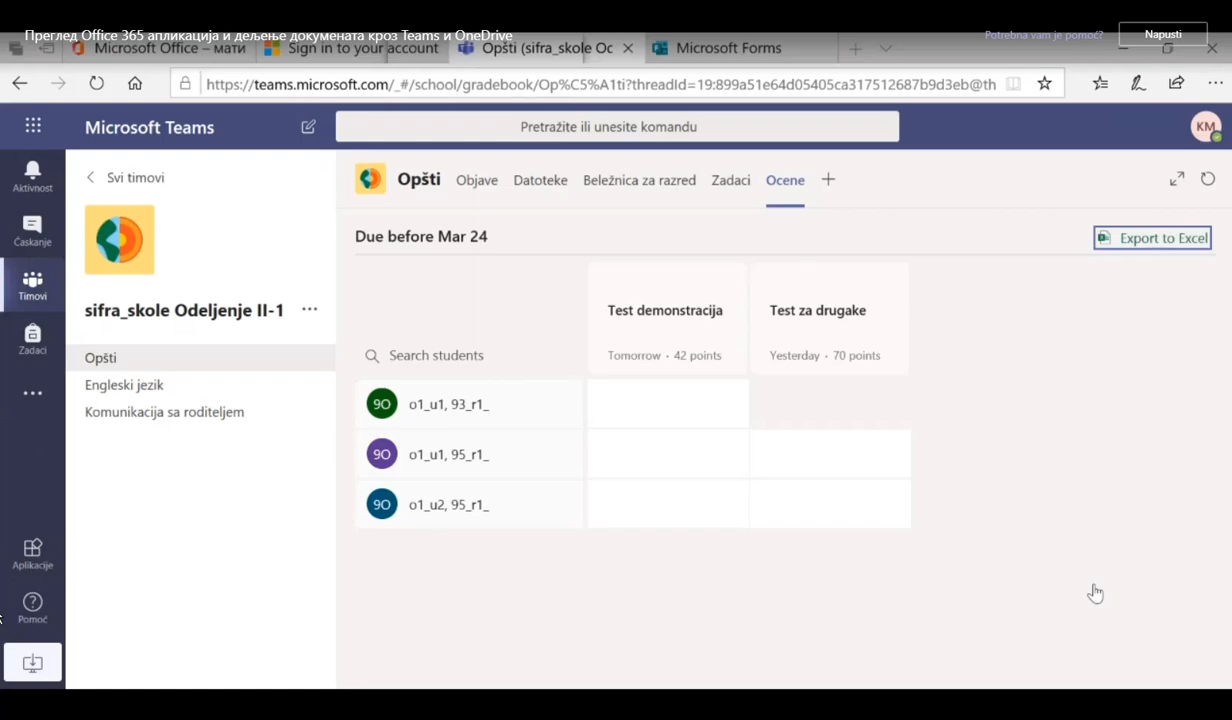 Преглед Office 365 апликација и дељење докумената кроз Teams и OneDrive
Potrebna vam je pomoć?
Napusti
Microsoft Office – мати
Sign in to your account
Opšti (sifra_skole Oc
Microsoft Forms
https://teams.microsoft.com/_#/school/gradebook/Op%C5%A1ti?threadId=19:899a51e64d05405ca317512687b9d3eb@th
Microsoft Teams
Pretražite ili unesite komandu
KM
Aktivnost
Ćaskanje
Timovi
Zadaci
Aplikacije
Pomoć
Svi timovi
sifra_skole Odeljenje II-1
Opšti
Engleski jezik
Komunikacija sa roditeljem
Opšti Objave Datoteke Beležnica za razred Zadaci Ocene
Due before Mar 24
Export to Excel
Test demonstracija
Tomorrow • 42 points
Test za drugake
Yesterday • 70 points
Search students
9O o1_u1, 93_r1_
9O o1_u1, 95_r1_
9O o1_u2, 95_r1_